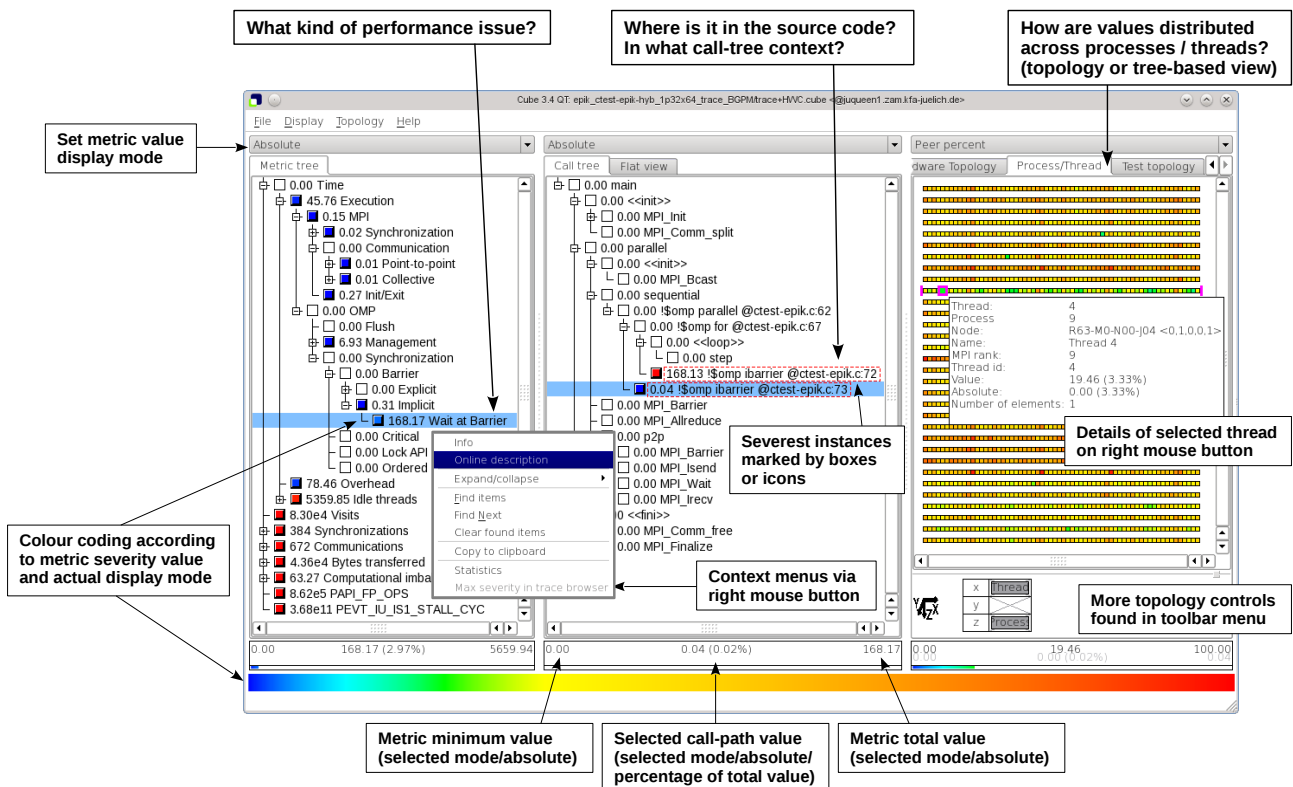 What kind of performance issue?
Where is it in the source code?
In what call-tree context?
How are values distributed
across processes / threads?
(topology or tree-based view)
Set metric value
display mode
Cube 3.4 QT: epik_ctest-epik-hyb_1p32x64_trace_BGPM/trace+HWC.cube <@juqueen1.zam.kfa-juelich.de>
File Display Topology Help
Absolute
Metric tree
0.00 Time
45.76 Execution
0.15 MPI
0.02 Synchronization
0.00 Communication
0.01 Point-to-point
0.01 Collective
0.27 Init/Exit
0.00 OMP
0.00 Flush
6.93 Management
0.00 Synchronization
0.00 Barrier
0.00 Explicit
0.31 Implicit
168.17 Wait at Barrier
0.00 Critical
0.00 Lock API
0.00 Ordered
78.46 Overhead
5359.85 Idle threads
8.30e4 Visits
384 Synchronizations
672 Communications
4.36e4 Bytes transferred
63.27 Computational imba
8.62e5 PAPI_FP_OPS
3.68e11 PEVT_IU_IS1_STALL_CYC
0.00 168.17 (2.97%) 5659.94
Info
Online description
Expand/collapse
Find items
Find Next
Clear found items
Copy to clipboard
Statistics
Max severity in trace browser
Absolute
Call tree Flat view
0.00 main
0.00 <<init>>
0.00 MPI_Init
0.00 MPI_Comm_split
0.00 parallel
0.00 <<init>>
0.00 MPI_Bcast
0.00 sequential
0.00 !$omp parallel @ctest-epik.c:62
0.00 !$omp for @ctest-epik.c:67
0.00 <<loop>>
0.00 step
168.13 !$omp ibarrier @ctest-epik.c:72
0.04 !$omp ibarrier @ctest-epik.c:73
0.00 MPI_Barrier
0.00 MPI_Allreduce
0.00 p2p
0.00 MPI_Barrier
0.00 MPI_Isend
0.00 MPI_Wait
0.00 MPI_Irecv
0 <<fini>>
0.00 MPI_Comm_free
0.00 MPI_Finalize
0.00 0.04 (0.02%) 168.17
Severest instances
marked by boxes
or icons
Context menus via
right mouse button
Peer percent
dware Topology Process/Thread Test topology
Thread: 4
Process 9
Node: R63-M0-N00-J04 <0,1,0,0,1>
Name: Thread 4
MPI rank: 9
Thread id: 4
Value: 19.46 (3.33%)
Absolute: 0.00 (3.33%)
Number of elements: 1
Details of selected thread
on right mouse button
x Thread
y
z Process
More topology controls
found in toolbar menu
0.00 19.46 100.00
0.00 0.00 (0.02%) 0.04
Colour coding according
to metric severity value
and actual display mode
Metric minimum value
(selected mode/absolute)
Selected call-path value
(selected mode/absolute/
percentage of total value)
Metric total value
(selected mode/absolute)